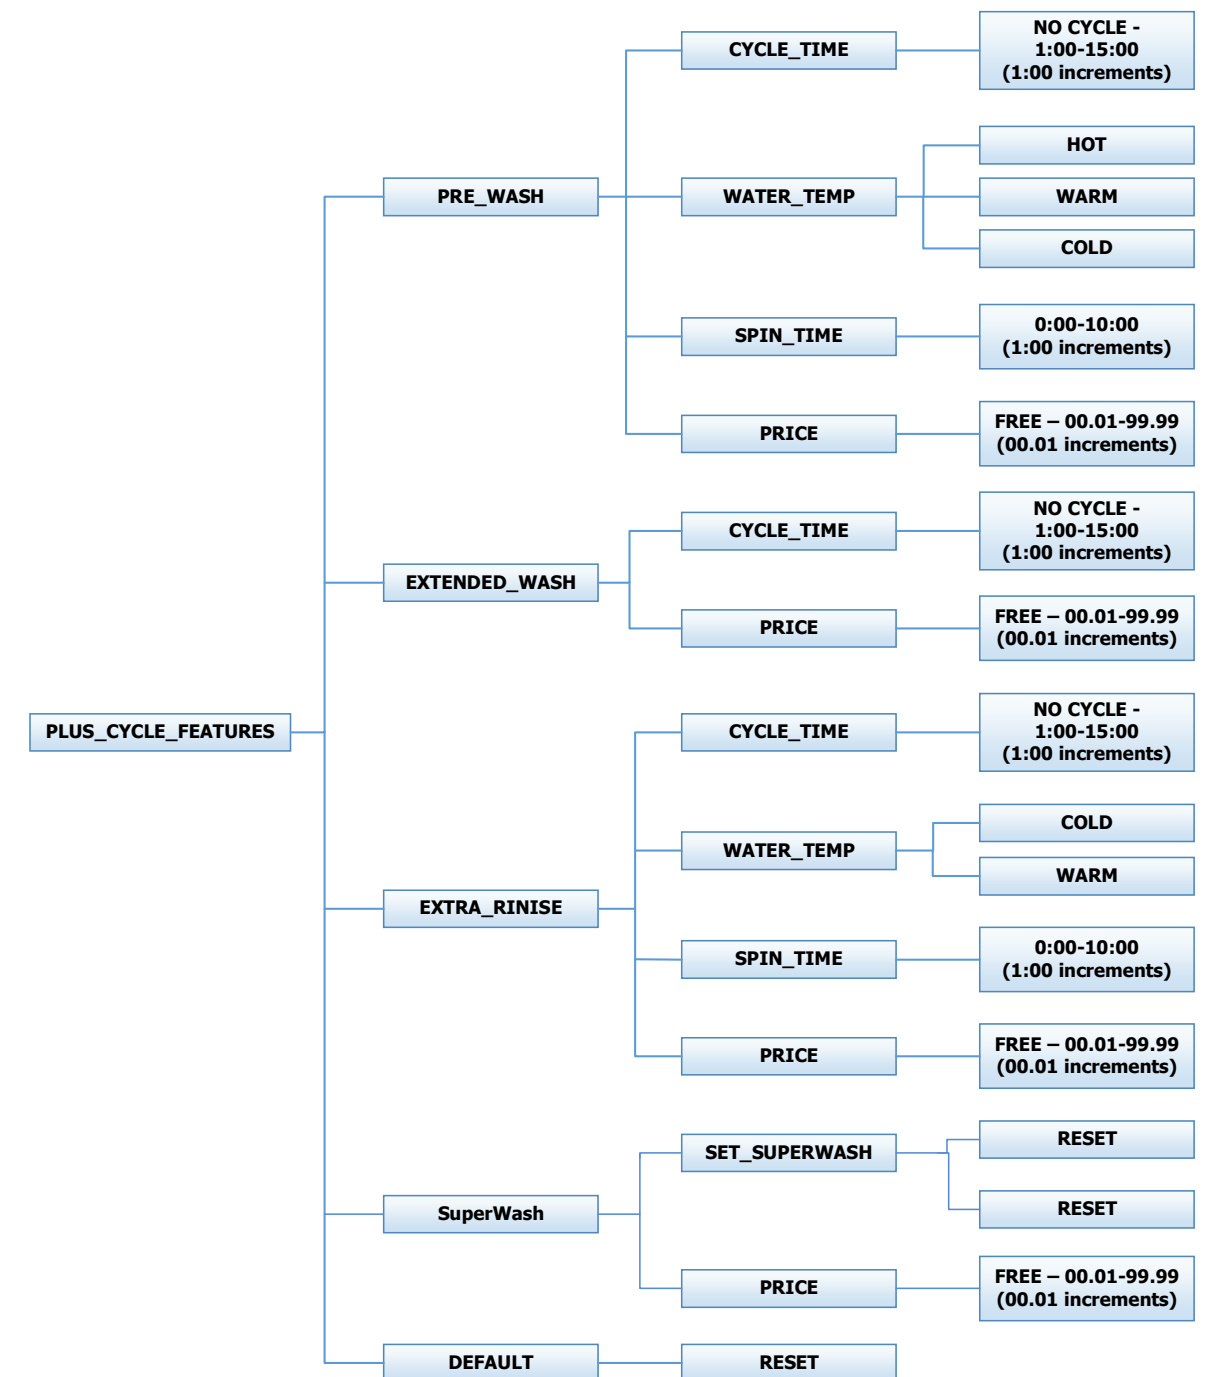 CYCLE_TIME
NO CYCLE -
1:00-15:00
(1:00 increments)
HOT
PRE_WASH
WATER_TEMP
WARM
COLD
SPIN_TIME
0:00-10:00
(1:00 increments)
PRICE
FREE – 00.01-99.99
(00.01 increments)
CYCLE_TIME
NO CYCLE -
1:00-15:00
(1:00 increments)
EXTENDED_WASH
PRICE
FREE – 00.01-99.99
(00.01 increments)
PLUS_CYCLE_FEATURES
CYCLE_TIME
NO CYCLE -
1:00-15:00
(1:00 increments)
COLD
WATER_TEMP
WARM
EXTRA_RINISE
SPIN_TIME
0:00-10:00
(1:00 increments)
PRICE
FREE – 00.01-99.99
(00.01 increments)
SET_SUPERWASH
RESET
RESET
SuperWash
PRICE
FREE – 00.01-99.99
(00.01 increments)
DEFAULT
RESET